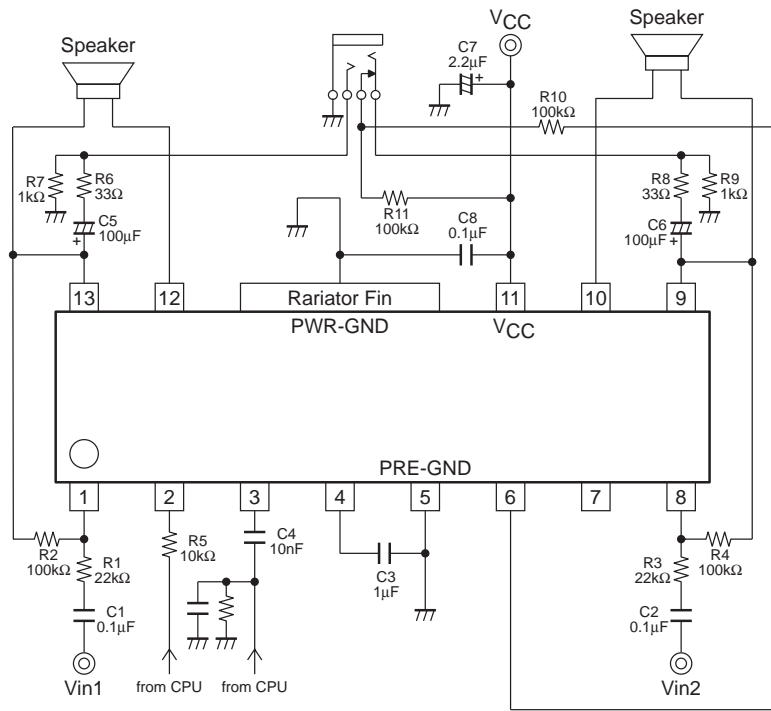 Speaker
VCC
Speaker
C7
2.2µF
+
R10
100kΩ
R7
1kΩ
R6
33Ω
R8
33Ω
R9
1kΩ
C5
100µF
+
R11
100kΩ
C8
0.1µF
C6
100µF
+
13
12
Rariator Fin
11
10
9
PWR-GND
VCC
PRE-GND
1
2
3
4
5
6
7
8
R2
100kΩ
R1
22kΩ
R5
10kΩ
C4
10nF
C3
1µF
R3
22kΩ
R4
100kΩ
C1
0.1µF
C2
0.1µF
Vin1
from CPU
from CPU
Vin2